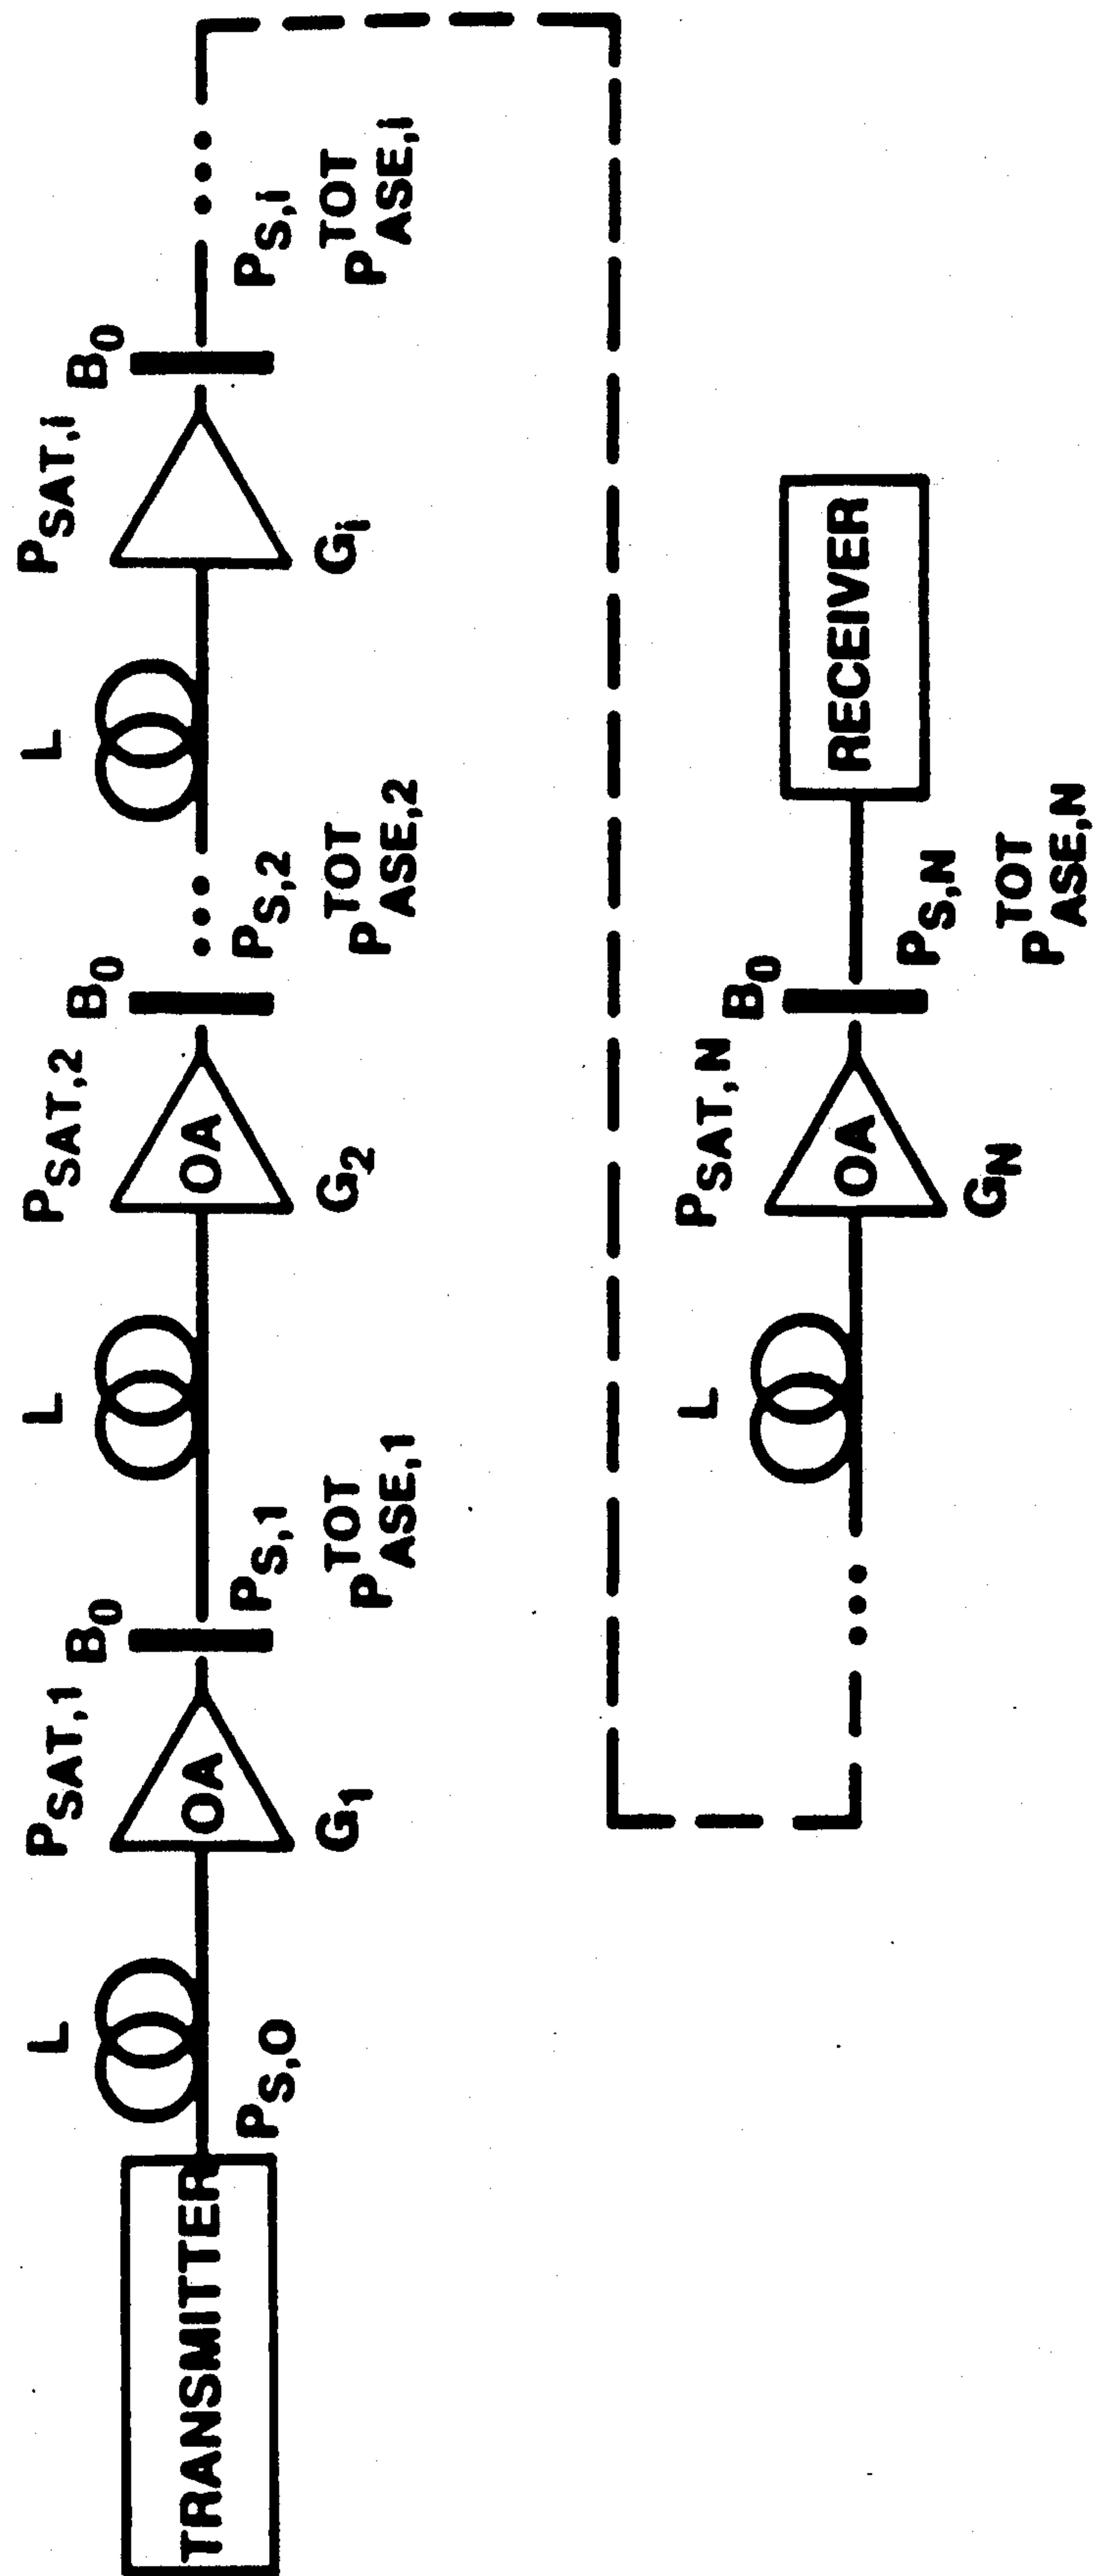 L
P_SAT,1
B_0
L
P_SAT,2
B_0
L
P_SAT,i
B_0
TRANSMITTER
OA
OA
P_S,O
G_1
P_S,1
P^TOT_ASE,1
G_2
P_S,2
P^TOT_ASE,2
G_i
P_S,i
P^TOT_ASE,i
L
P_SAT,N
B_0
OA
RECEIVER
G_N
P_S,N
P^TOT_ASE,N